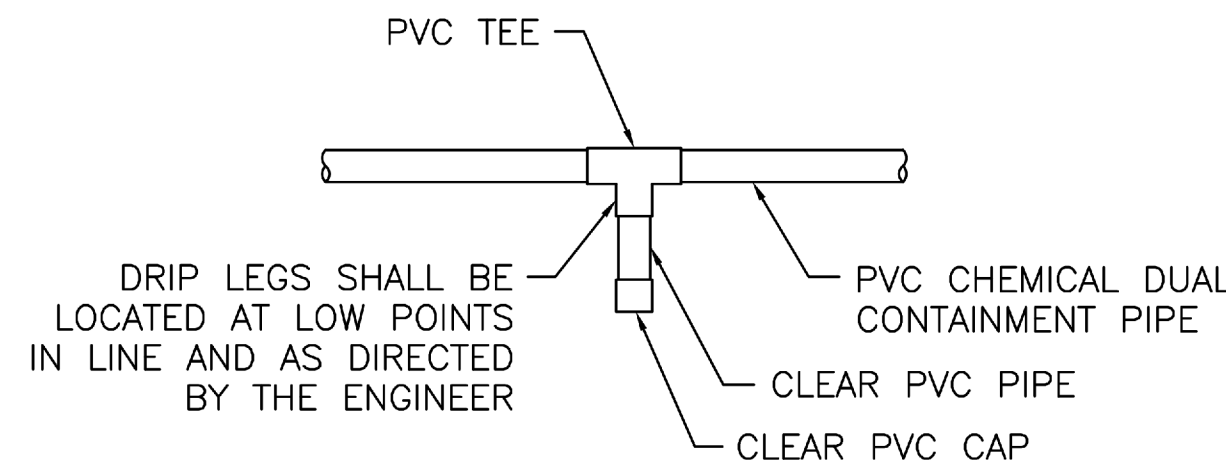 PVC TEE
DRIP LEGS SHALL BE
LOCATED AT LOW POINTS
IN LINE AND AS DIRECTED
BY THE ENGINEER
PVC CHEMICAL DUAL
CONTAINMENT PIPE
CLEAR PVC PIPE
CLEAR PVC CAP